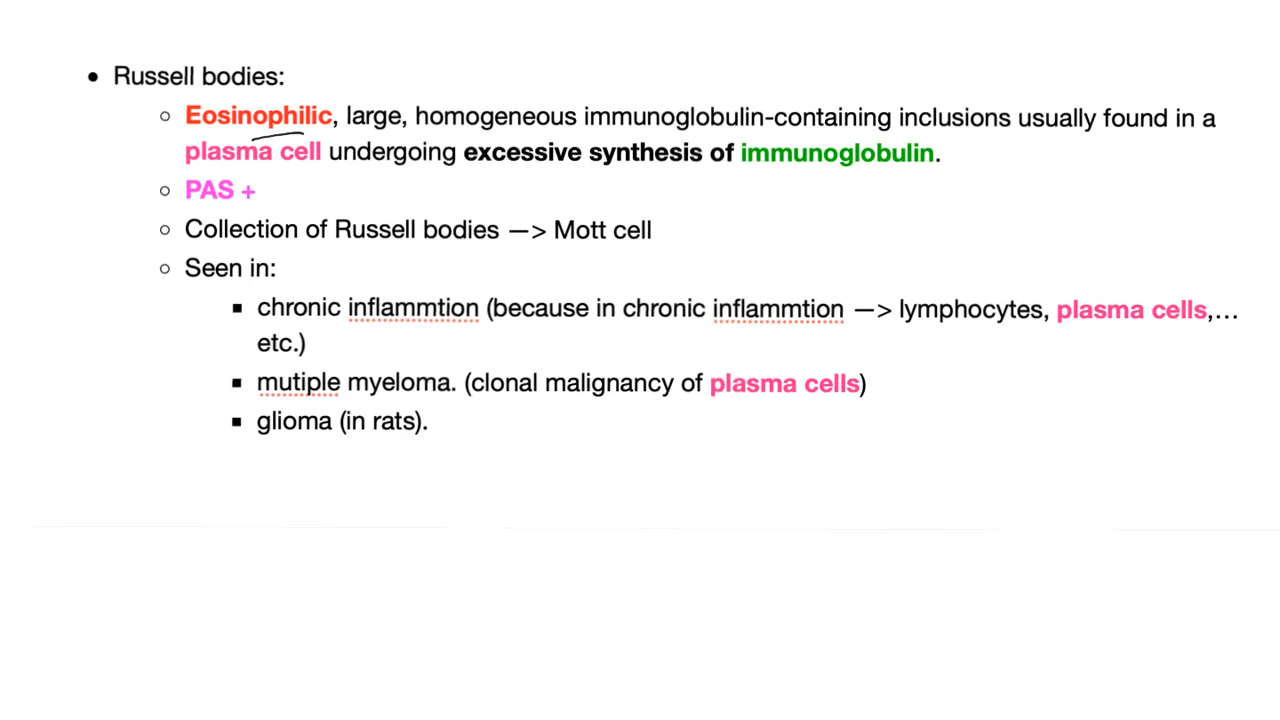 • Russell bodies:
○ Eosinophilic, large, homogeneous immunoglobulin-containing inclusions usually found in a
plasma cell undergoing excessive synthesis of immunoglobulin.
○ PAS +
○ Collection of Russell bodies —> Mott cell
○ Seen in:
▪ chronic inflammtion (because in chronic inflammtion —> lymphocytes, plasma cells,…
etc.)
▪ mutiple myeloma. (clonal malignancy of plasma cells)
▪ glioma (in rats).